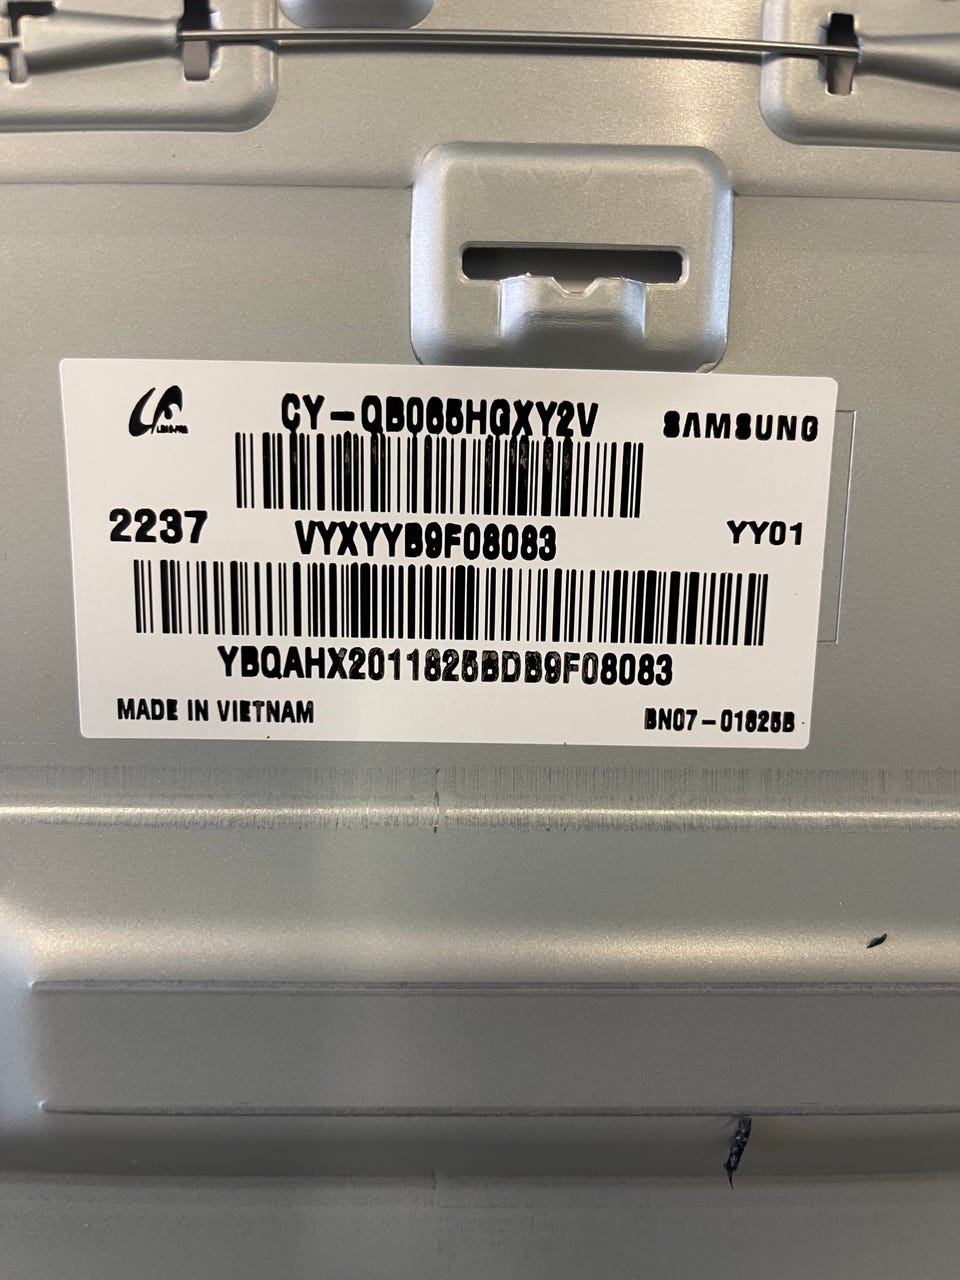 CY-QB065HGXY2V
SAMSUNG
2237
VYXYYB9F08083
YY01
YBQAHX2011825BDB9F08083
MADE IN VIETNAM
BN07-01825B